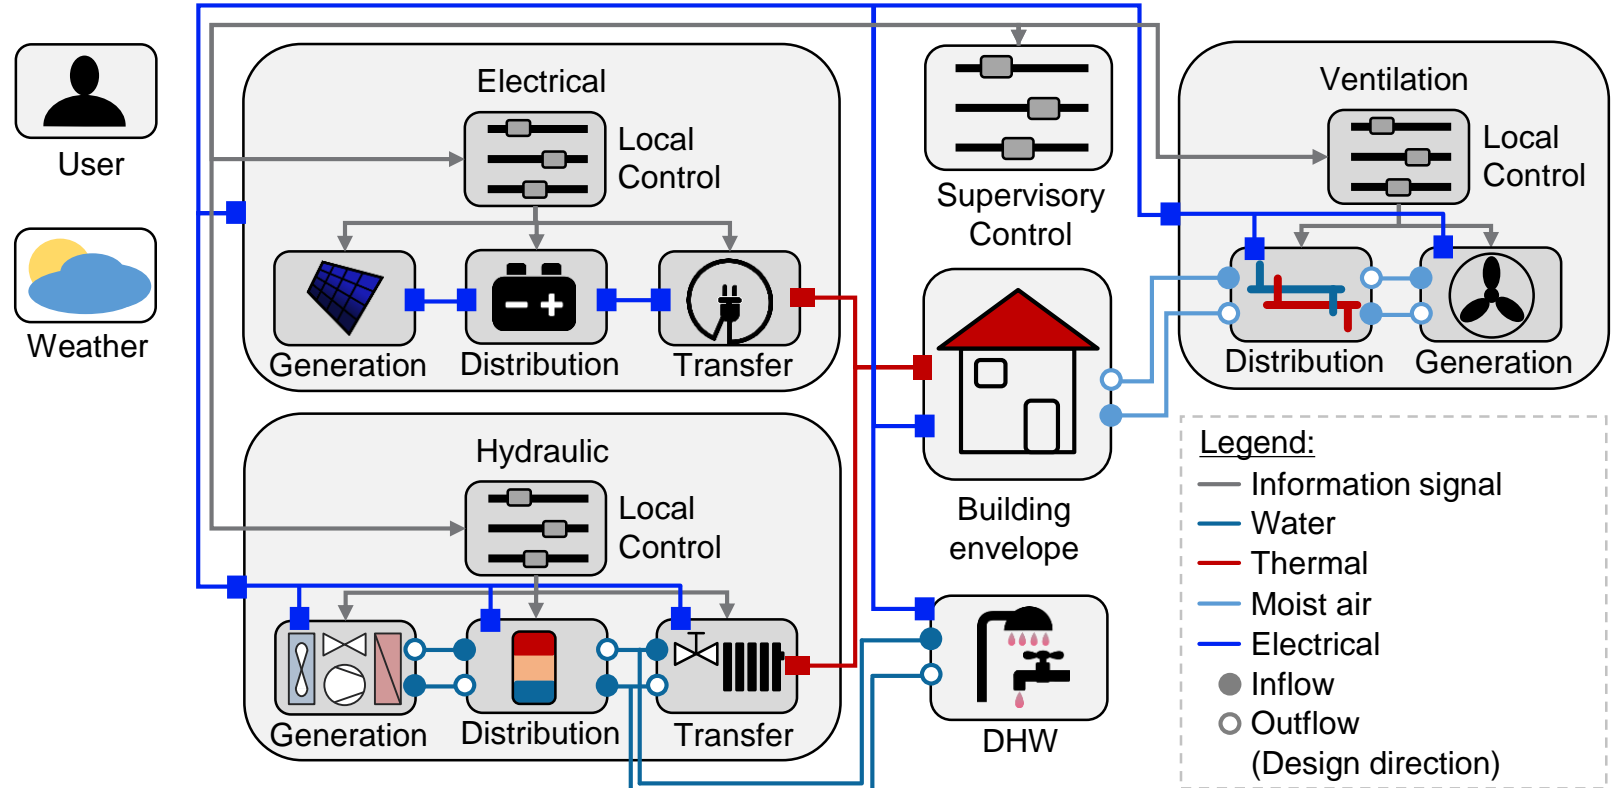 User
Weather
Electrical
Local
Control
Generation
Distribution
Transfer
Hydraulic
Local
Control
Generation
Distribution
Transfer
Supervisory
Control
Building
envelope
DHW
Ventilation
Local
Control
Distribution
Generation
Legend:
Information signal
Water
Thermal
Moist air
Electrical
Inflow
Outflow
(Design direction)